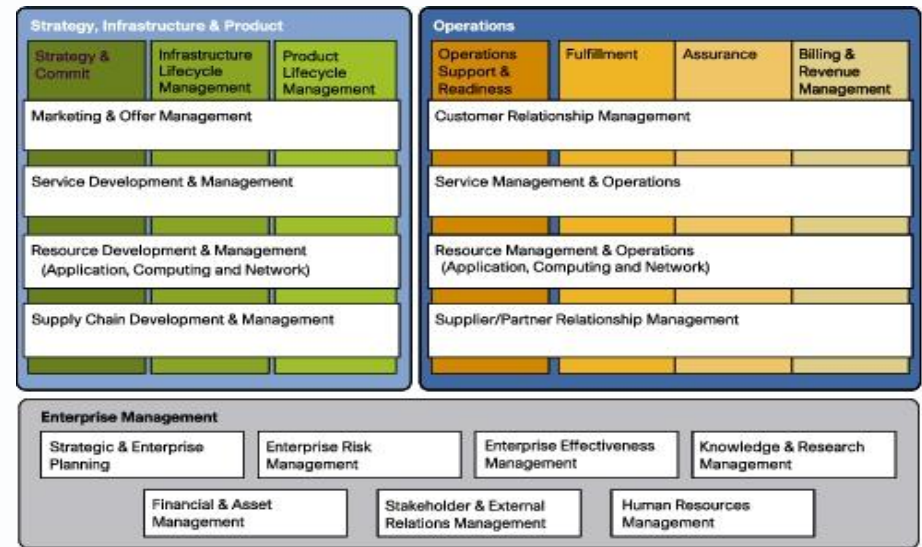 Strategy, Infrastructure & Product
Strategy &
Commit
Infrastructure
Lifecycle
Management
Product
Lifecycle
Management
Marketing & Offer Management
Service Development & Management
Resource Development & Management
(Application, Computing and Network)
Supply Chain Development & Management
Operations
Operations
Support &
Readiness
Fulfillment
Assurance
Billing &
Revenue
Management
Customer Relationship Management
Service Management & Operations
Resource Management & Operations
(Application, Computing and Network)
Supplier/Partner Relationship Management
Enterprise Management
Strategic & Enterprise
Planning
Enterprise Risk
Management
Enterprise Effectiveness
Management
Knowledge & Research
Management
Financial & Asset
Management
Stakeholder & External
Relations Management
Human Resources
Management